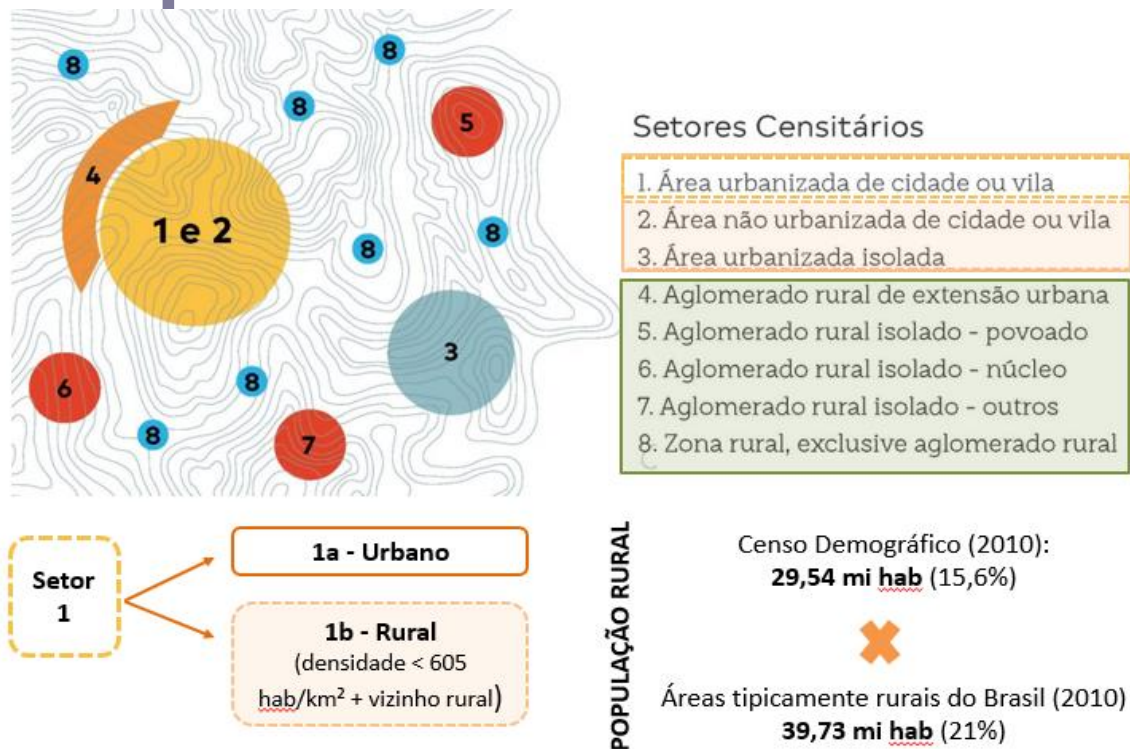 8
8
8
5
4
1 e 2
8
8
3
6
8
8
7
Setores Censitários
1. Área urbanizada de cidade ou vila
2. Área não urbanizada de cidade ou vila
3. Área urbanizada isolada
4. Aglomerado rural de extensão urbana
5. Aglomerado rural isolado - povoado
6. Aglomerado rural isolado - núcleo
7. Aglomerado rural isolado - outros
8. Zona rural, exclusive aglomerado rural
Setor
1
1a - Urbano
1b - Rural
(densidade < 605
hab/km² + vizinho rural)
POPULAÇÃO RURAL
Censo Demográfico (2010):
29,54 mi hab (15,6%)
Áreas tipicamente rurais do Brasil (2010)
39,73 mi hab (21%)